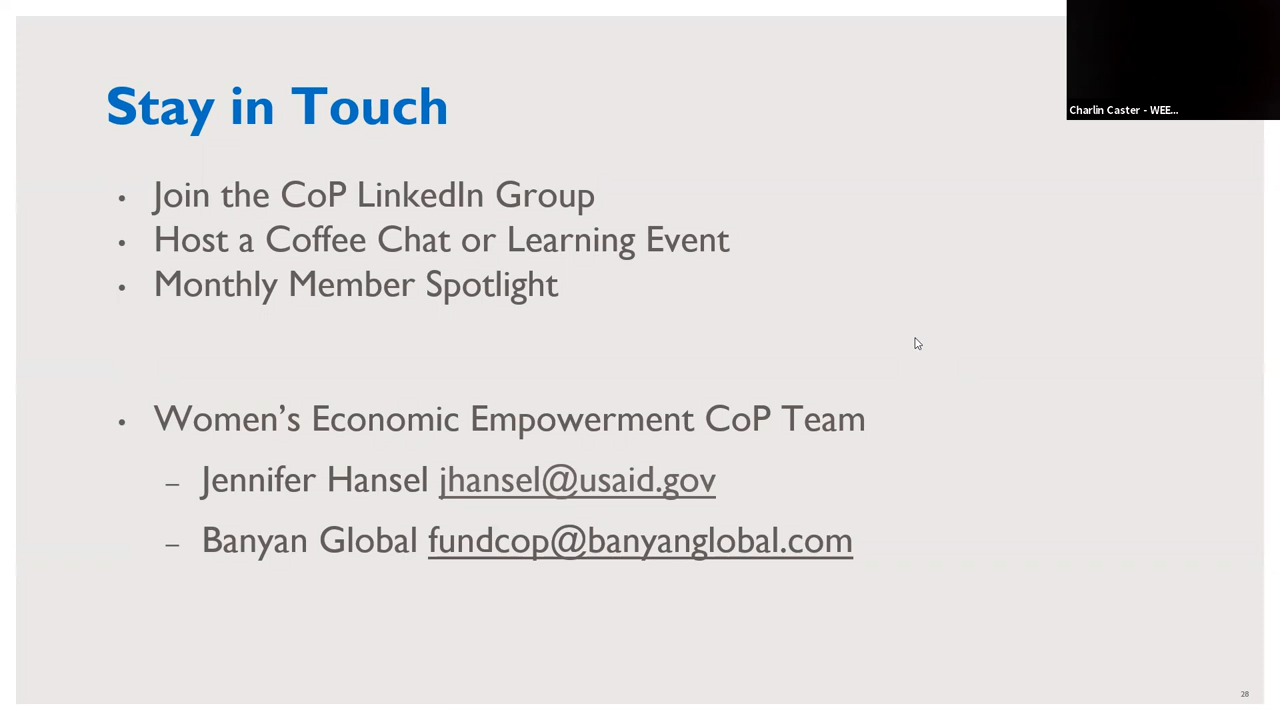 Charlin Caster - WEE...
Stay in Touch
• Join the CoP LinkedIn Group
• Host a Coffee Chat or Learning Event
• Monthly Member Spotlight
• Women’s Economic Empowerment CoP Team
– Jennifer Hansel jhansel@usaid.gov
– Banyan Global fundcop@banyanglobal.com
28